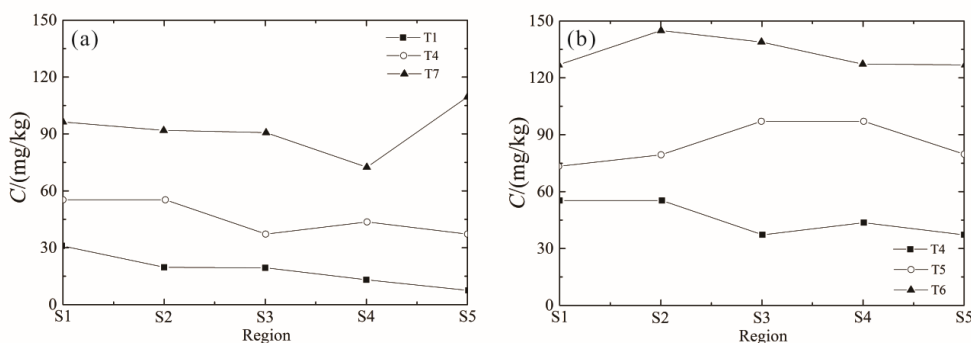 (a)
T1
T4
T7
150
120
90
60
30
0
C/(mg/kg)
S1 S2 S3 S4 S5
Region
(b)
150
120
90
60
30
0
C/(mg/kg)
T4
T5
T6
S1 S2 S3 S4 S5
Region